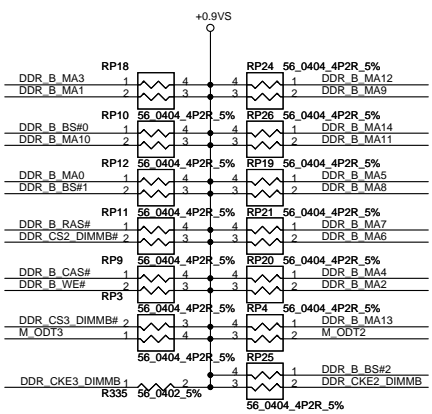 +0.9VS
RP18 RP24 56_0404_4P2R_5%
DDR_B_MA3 1 4 4 1 DDR_B_MA12
DDR_B_MA1 2 3 3 2 DDR_B_MA9
RP10 56_0404_4P2R_5% RP26 56_0404_4P2R_5%
DDR_B_BS#0 1 4 4 1 DDR_B_MA14
DDR_B_MA10 2 3 3 2 DDR_B_MA11
RP12 56_0404_4P2R_5% RP19 56_0404_4P2R_5%
DDR_B_MA0 1 4 4 1 DDR_B_MA5
DDR_B_BS#1 2 3 3 2 DDR_B_MA8
RP11 56_0404_4P2R_5% RP21 56_0404_4P2R_5%
DDR_B_RAS# 1 4 4 1 DDR_B_MA7
DDR_CS2_DIMMB# 2 3 3 2 DDR_B_MA6
RP9 56_0404_4P2R_5% RP20 56_0404_4P2R_5%
DDR_B_CAS# 1 4 4 1 DDR_B_MA4
DDR_B_WE# 2 3 3 2 DDR_B_MA2
RP3 56_0404_4P2R_5% RP4 56_0404_4P2R_5%
DDR_CS3_DIMMB# 2 3 4 1 DDR_B_MA13
M_ODT3 1 4 3 2 M_ODT2
56_0404_4P2R_5% RP25
4 1 DDR_B_BS#2
DDR_CKE3_DIMMB 1 2 3 2 DDR_CKE2_DIMMB
R335 56_0402_5%
56_0404_4P2R_5%